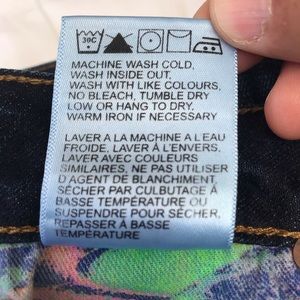 30C
MACHINE WASH COLD,
WASH INSIDE OUT,
WASH WITH LIKE COLOURS,
NO BLEACH, TUMBLE DRY
LOW OR HANG TO DRY.
WARM IRON IF NECESSARY
LAVER A LA MACHINE A L'EAU
FROIDE, LAVER À L'ENVERS.
LAVER AVEC COULEURS
SIMILAIRES, NE PAS UTILISER
D'AGENT DE BLANCHIMENT.
SÉCHER PAR CULBUTAGE À
BASSE TEMPÉRATURE OU
SUSPENDRE POUR SÉCHER,
REPASSER À BASSE
TEMPÉRATURE